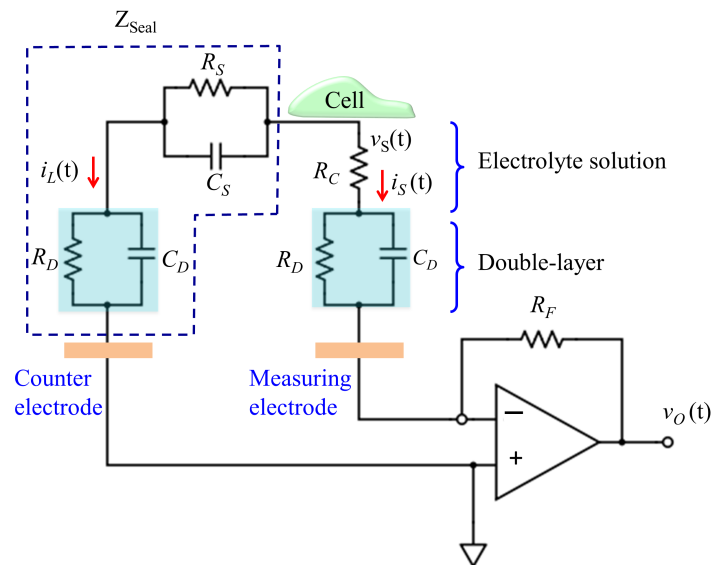 Z_Seal
R_S
Cell
v_S(t)
i_L(t)
C_S
R_C
i_S(t)
Electrolyte solution
R_D
C_D
R_D
C_D
Double-layer
R_F
Counter
electrode
Measuring
electrode
−
+
v_O(t)